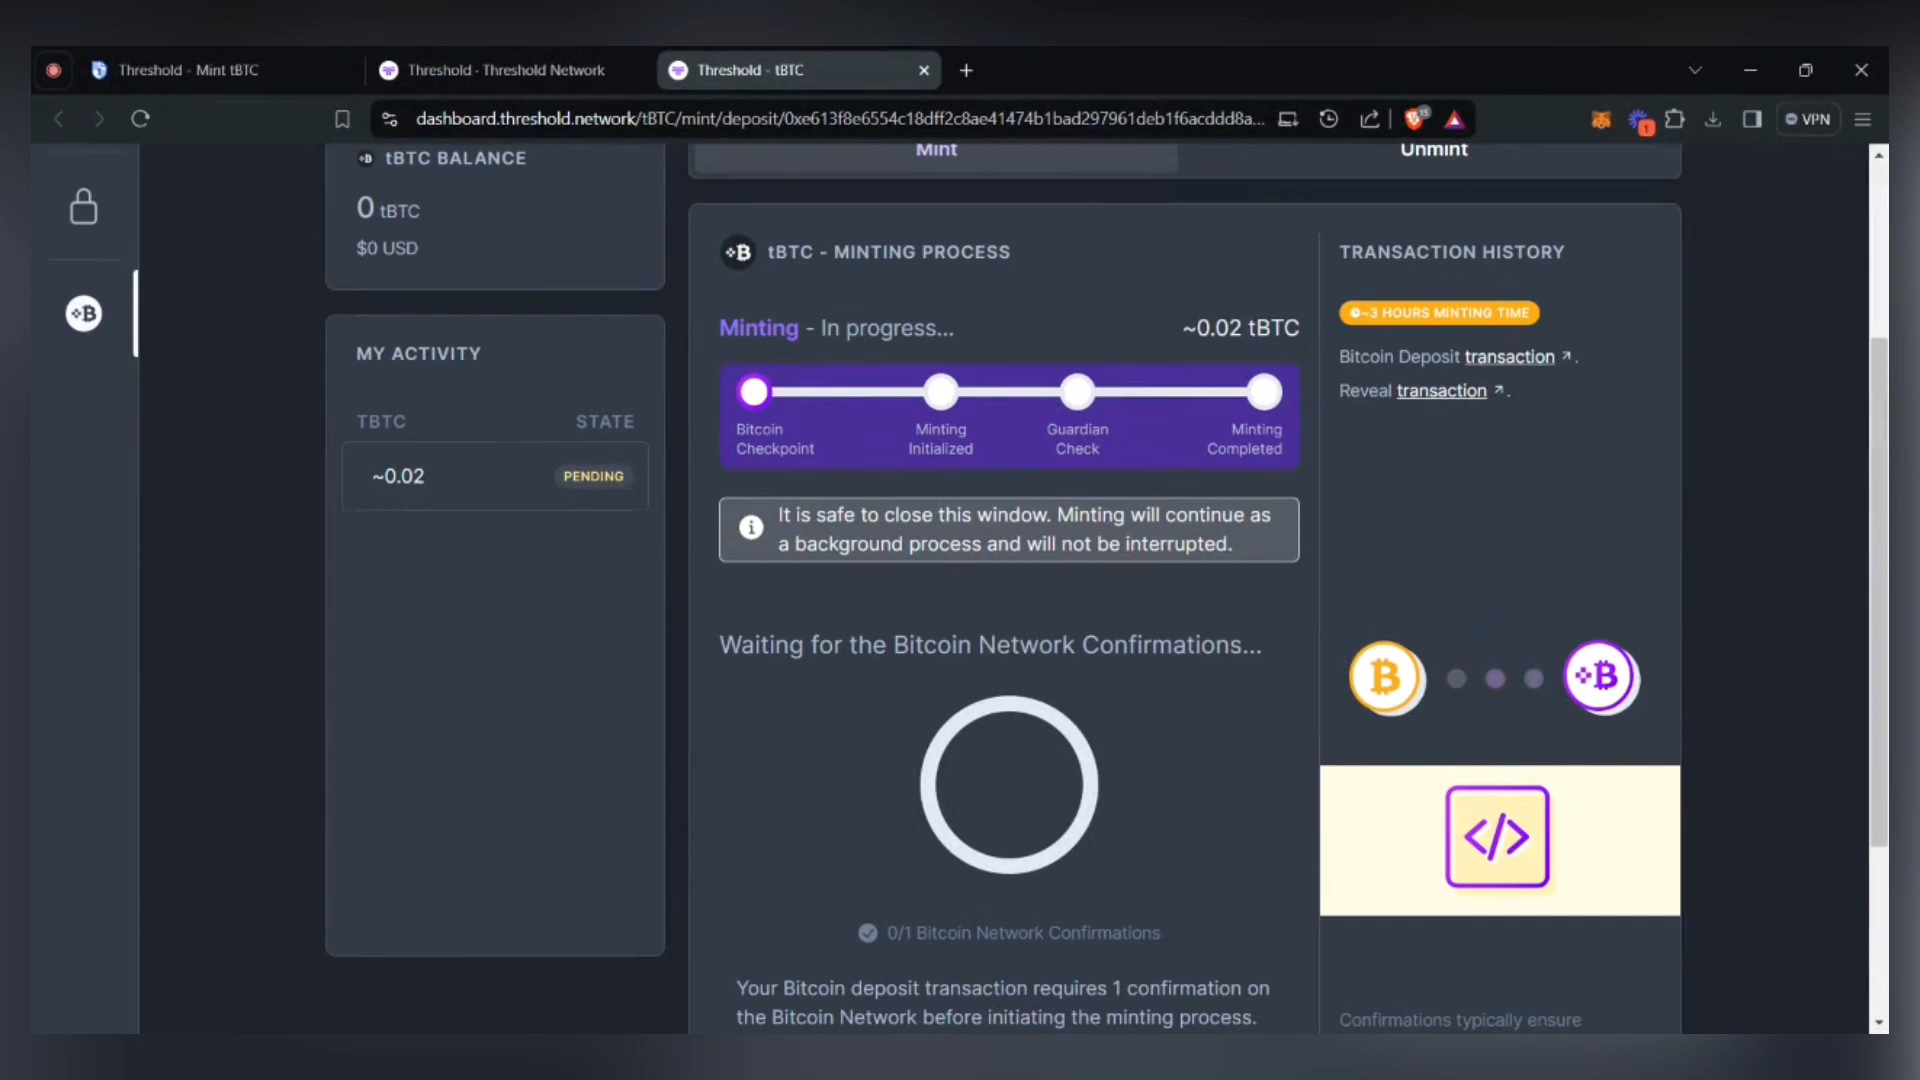 Threshold - Mint tBTC
Threshold · Threshold Network
Threshold - tBTC
dashboard.threshold.network/tBTC/mint/deposit/0xe613f8e6554c18dff2c8ae41474b1bad297961deb1f6acddd8a...
15
1
VPN
tBTC BALANCE
0 tBTC
$0 USD
MY ACTIVITY
TBTC STATE
~0.02 PENDING
Mint
Unmint
tBTC - MINTING PROCESS
Minting - In progress... ~0.02 tBTC
Bitcoin
Checkpoint
Minting
Initialized
Guardian
Check
Minting
Completed
It is safe to close this window. Minting will continue as
a background process and will not be interrupted.
Waiting for the Bitcoin Network Confirmations...
0/1 Bitcoin Network Confirmations
Your Bitcoin deposit transaction requires 1 confirmation on
the Bitcoin Network before initiating the minting process.
TRANSACTION HISTORY
~3 HOURS MINTING TIME
Bitcoin Deposit transaction ↗.
Reveal transaction ↗.
</>
Confirmations typically ensure